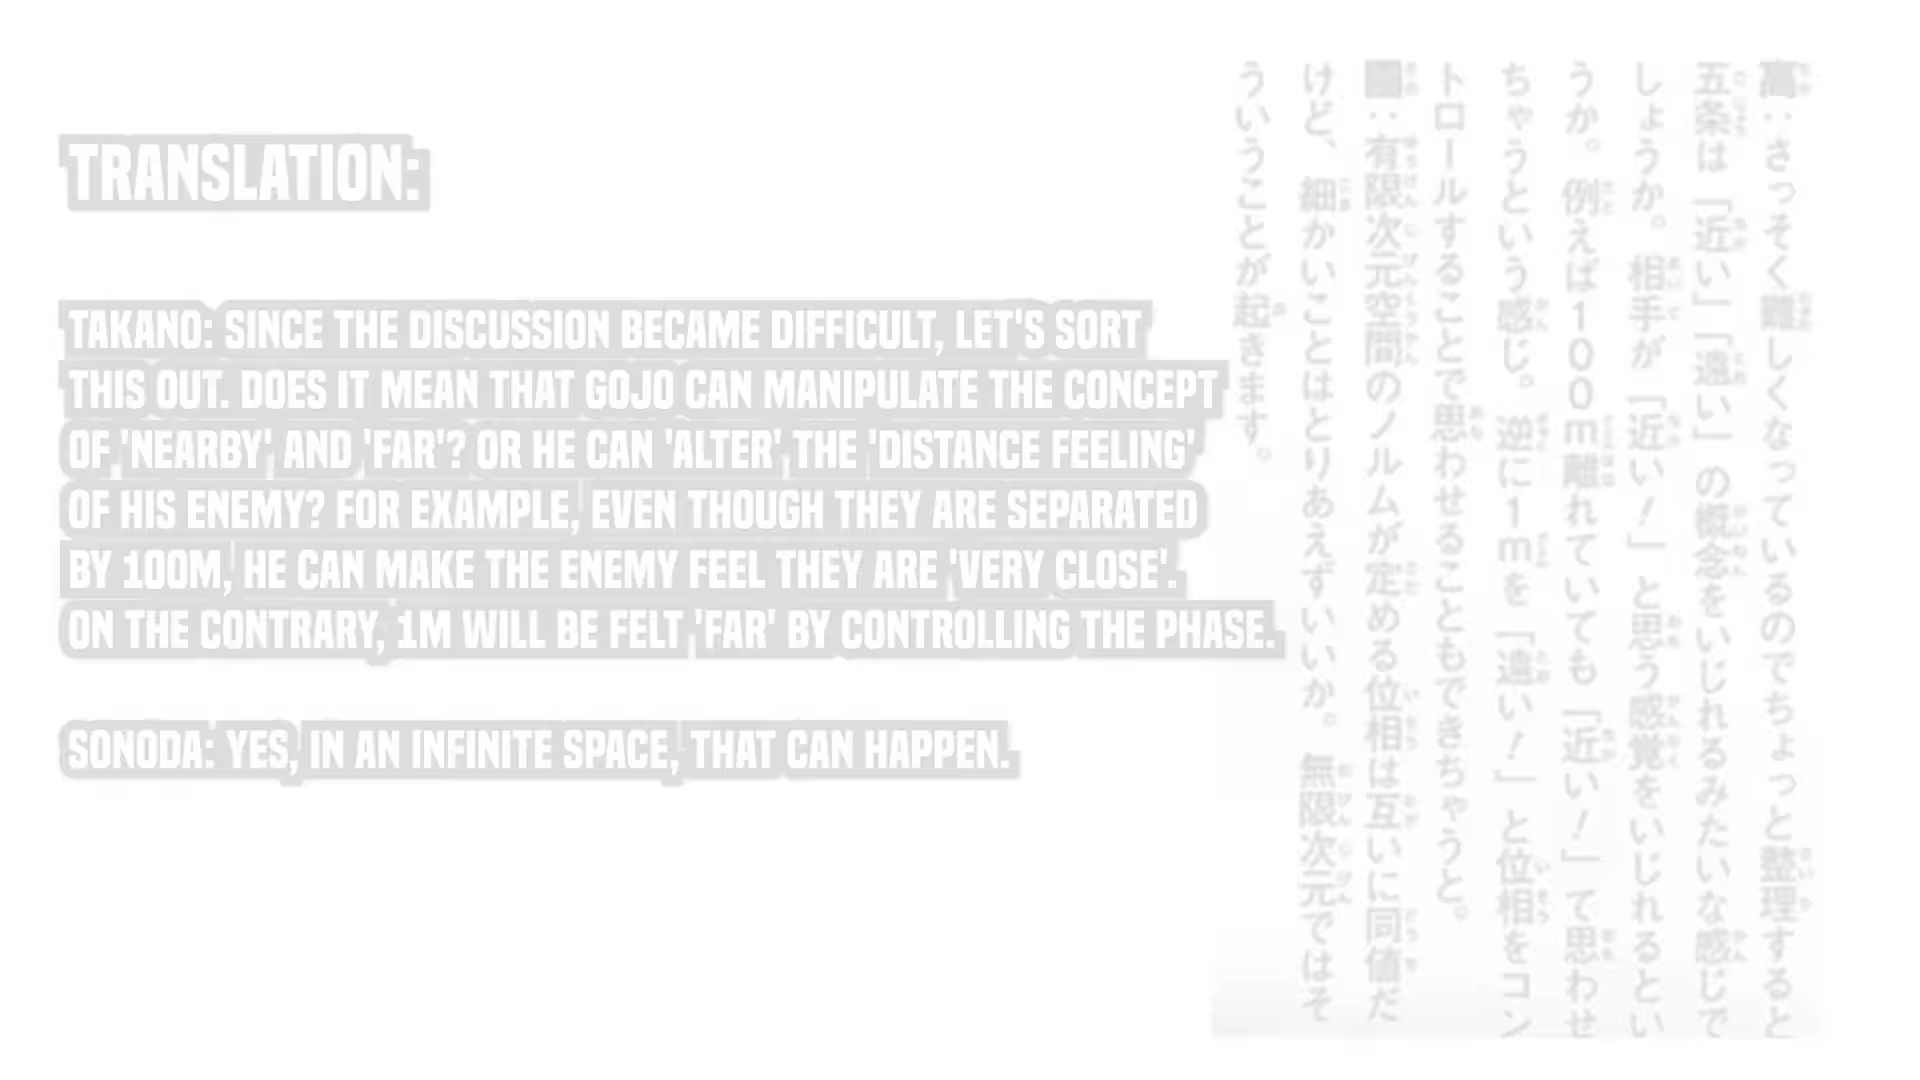 TRANSLATION:
TAKANO: SINCE THE DISCUSSION BECAME DIFFICULT, LET'S SORT
THIS OUT. DOES IT MEAN THAT GOJO CAN MANIPULATE THE CONCEPT
OF 'NEARBY' AND 'FAR'? OR HE CAN 'ALTER' THE 'DISTANCE FEELING'
OF HIS ENEMY? FOR EXAMPLE, EVEN THOUGH THEY ARE SEPARATED
BY 100M, HE CAN MAKE THE ENEMY FEEL THEY ARE 'VERY CLOSE'.
ON THE CONTRARY, 1M WILL BE FELT 'FAR' BY CONTROLLING THE PHASE.
SONODA: YES, IN AN INFINITE SPACE, THAT CAN HAPPEN.
高：さっそく難しくなっているのでちょっと整理すると
五条は「近い」「遠い」の概念をいじれるみたいな感じで
しょうか。相手が「近い！」と思う感覚をいじれるとい
うか。例えば100m離れていても「近い！」て思わせ
ちゃうという感じ。逆に1mを「遠い！」と位相をコン
トロールすることで思わせることもできちゃうと。
園：有限次元空間のノルムが定める位相は互いに同値だ
けど、細かいことはとりあえずいいか。無限次元ではそ
ういうことが起きます。